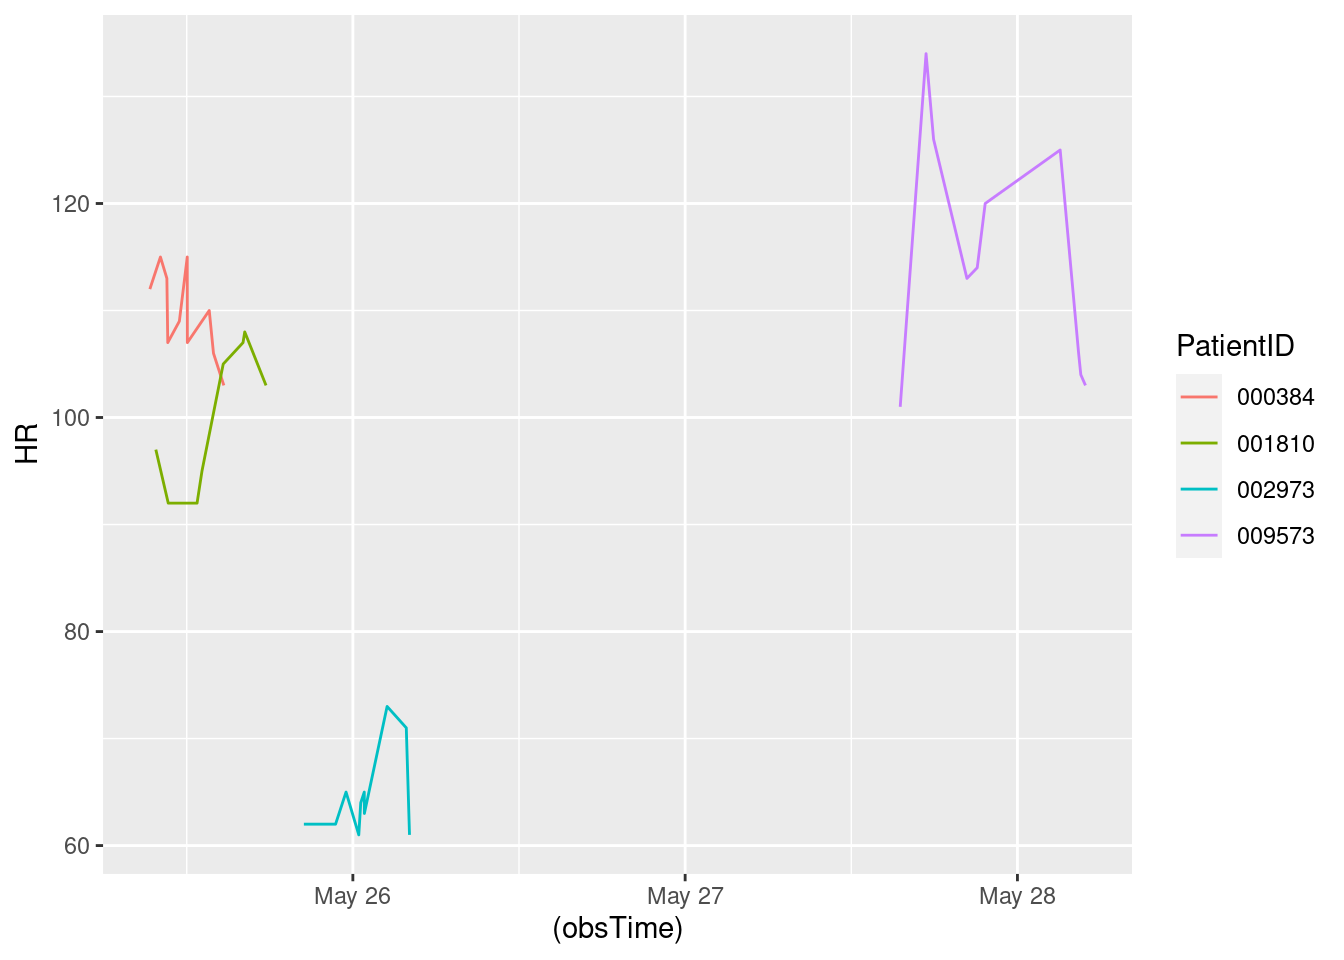 HR
120
100
80
60
May 26
May 27
May 28
(obsTime)
PatientID
000384
001810
002973
009573